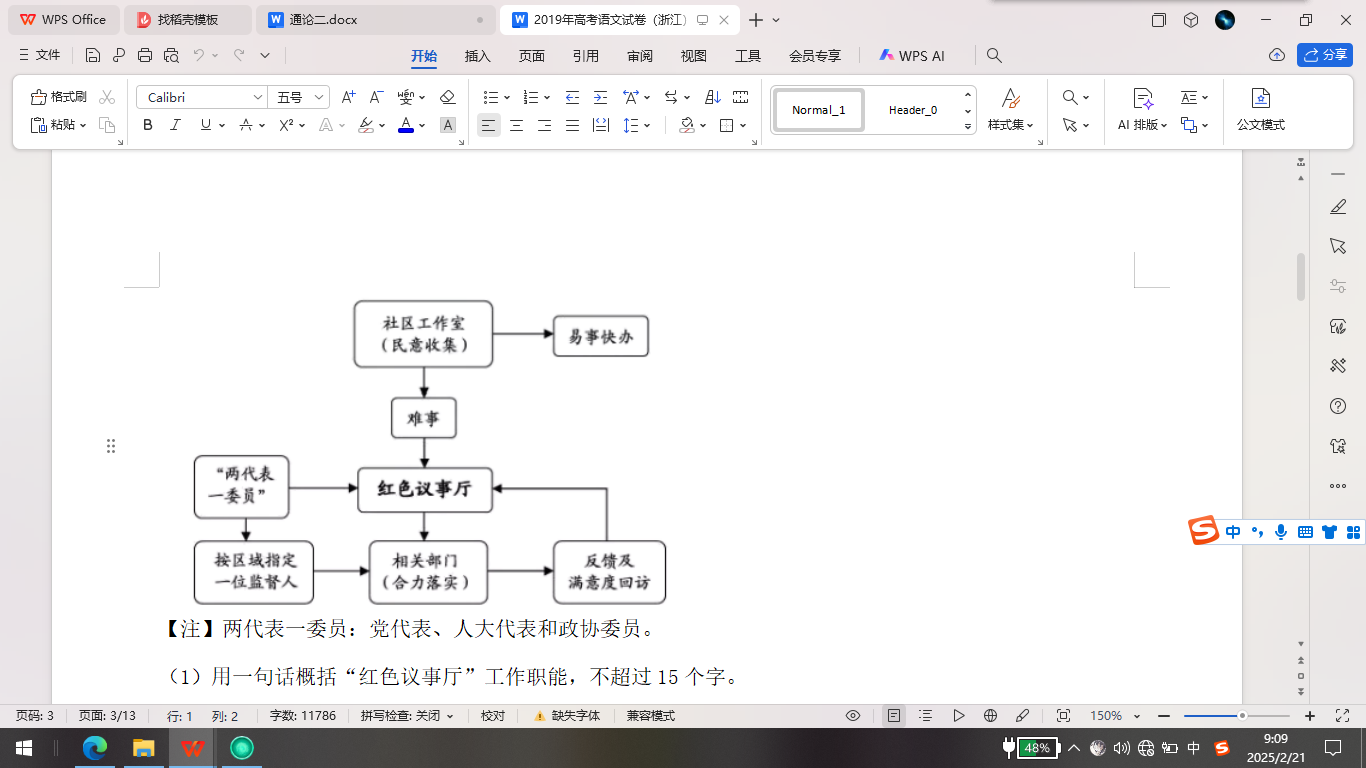 WPS Office
找稻壳模板
通论二.docx
2019年高考语文试卷（浙江）
文件
开始
插入
页面
引用
审阅
视图
工具
会员专享
WPS AI
分享
格式刷
粘贴
Calibri
五号
Normal_1
Header_0
样式集
AI 排版
公文模式
社区工作室
（民意收集）
易事快办
难事
“两代表
一委员”
红色议事厅
按区域指定
一位监督人
相关部门
（合力落实）
反馈及
满意度回访
【注】两代表一委员：党代表、人大代表和政协委员。
（1）用一句话概括“红色议事厅”工作职能，不超过 15 个字。
中
页码: 3
页面: 3/13
行: 1
列: 2
字数: 11786
拼写检查: 关闭
校对
缺失字体
兼容模式
150%
48%
中
9:09
2025/2/21